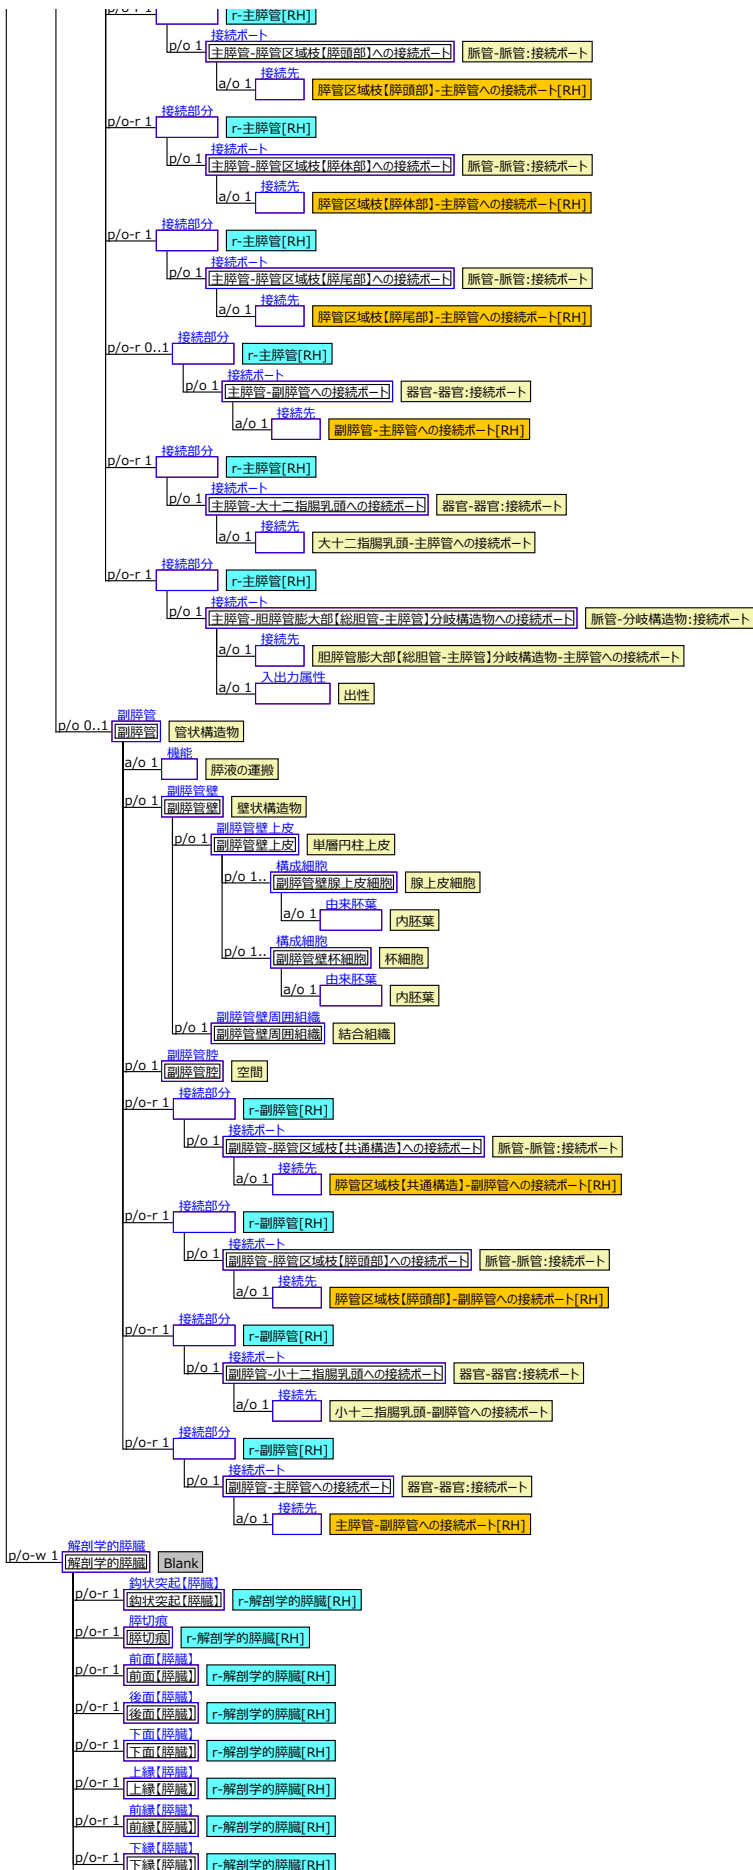 r-主膵管[RH]
接続ポート
p/o 1 主膵管-膵管区域枝【膵頭部】への接続ポート 脈管-脈管:接続ポート
接続先
a/o 1 膵管区域枝【膵頭部】-主膵管への接続ポート[RH]
接続部分
p/o-r 1 r-主膵管[RH]
接続ポート
p/o 1 主膵管-膵管区域枝【膵体部】への接続ポート 脈管-脈管:接続ポート
接続先
a/o 1 膵管区域枝【膵体部】-主膵管への接続ポート[RH]
接続部分
p/o-r 1 r-主膵管[RH]
接続ポート
p/o 1 主膵管-膵管区域枝【膵尾部】への接続ポート 脈管-脈管:接続ポート
接続先
a/o 1 膵管区域枝【膵尾部】-主膵管への接続ポート[RH]
接続部分
p/o-r 0..1 r-主膵管[RH]
接続ポート
p/o 1 主膵管-副膵管への接続ポート 器官-器官:接続ポート
接続先
a/o 1 副膵管-主膵管への接続ポート[RH]
接続部分
p/o-r 1 r-主膵管[RH]
接続ポート
p/o 1 主膵管-大十二指腸乳頭への接続ポート 器官-器官:接続ポート
接続先
a/o 1 大十二指腸乳頭-主膵管への接続ポート
接続部分
p/o-r 1 r-主膵管[RH]
接続ポート
p/o 1 主膵管-胆膵管膨大部【総胆管-主膵管】分岐構造物への接続ポート 脈管-分岐構造物:接続ポート
接続先
a/o 1 胆膵管膨大部【総胆管-主膵管】分岐構造物-主膵管への接続ポート
入出力属性
a/o 1 出性
副膵管
p/o 0..1 副膵管 管状構造物
機能
a/o 1 膵液の運搬
副膵管壁
p/o 1 副膵管壁 壁状構造物
副膵管壁上皮
p/o 1 副膵管壁上皮 単層円柱上皮
構成細胞
p/o 1.. 副膵管壁腺上皮細胞 腺上皮細胞
由来胚葉
a/o 1 内胚葉
構成細胞
p/o 1.. 副膵管壁杯細胞 杯細胞
由来胚葉
a/o 1 内胚葉
副膵管壁周囲組織
p/o 1 副膵管壁周囲組織 結合組織
副膵管腔
p/o 1 副膵管腔 空間
接続部分
p/o-r 1 r-副膵管[RH]
接続ポート
p/o 1 副膵管-膵管区域枝【共通構造】への接続ポート 脈管-脈管:接続ポート
接続先
a/o 1 膵管区域枝【共通構造】-副膵管への接続ポート[RH]
接続部分
p/o-r 1 r-副膵管[RH]
接続ポート
p/o 1 副膵管-膵管区域枝【膵頭部】への接続ポート 脈管-脈管:接続ポート
接続先
a/o 1 膵管区域枝【膵頭部】-副膵管への接続ポート[RH]
接続部分
p/o-r 1 r-副膵管[RH]
接続ポート
p/o 1 副膵管-小十二指腸乳頭への接続ポート 器官-器官:接続ポート
接続先
a/o 1 小十二指腸乳頭-副膵管への接続ポート
接続部分
p/o-r 1 r-副膵管[RH]
接続ポート
p/o 1 副膵管-主膵管への接続ポート 器官-器官:接続ポート
接続先
a/o 1 主膵管-副膵管への接続ポート[RH]
解剖学的膵臓
p/o-w 1 解剖学的膵臓 Blank
鈎状突起【膵臓】
p/o-r 1 鈎状突起【膵臓】 r-解剖学的膵臓[RH]
膵切痕
p/o-r 1 膵切痕 r-解剖学的膵臓[RH]
前面【膵臓】
p/o-r 1 前面【膵臓】 r-解剖学的膵臓[RH]
後面【膵臓】
p/o-r 1 後面【膵臓】 r-解剖学的膵臓[RH]
下面【膵臓】
p/o-r 1 下面【膵臓】 r-解剖学的膵臓[RH]
上縁【膵臓】
p/o-r 1 上縁【膵臓】 r-解剖学的膵臓[RH]
前縁【膵臓】
p/o-r 1 前縁【膵臓】 r-解剖学的膵臓[RH]
下縁【膵臓】
p/o-r 1 下縁【膵臓】 r-解剖学的膵臓[RH]